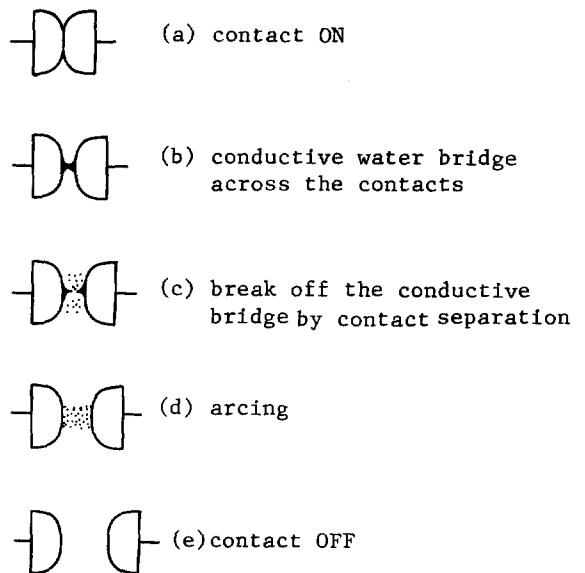 (a) contact ON
(b) conductive water bridge
across the contacts
(c) break off the conductive
bridge by contact separation
(d) arcing
(e) contact OFF